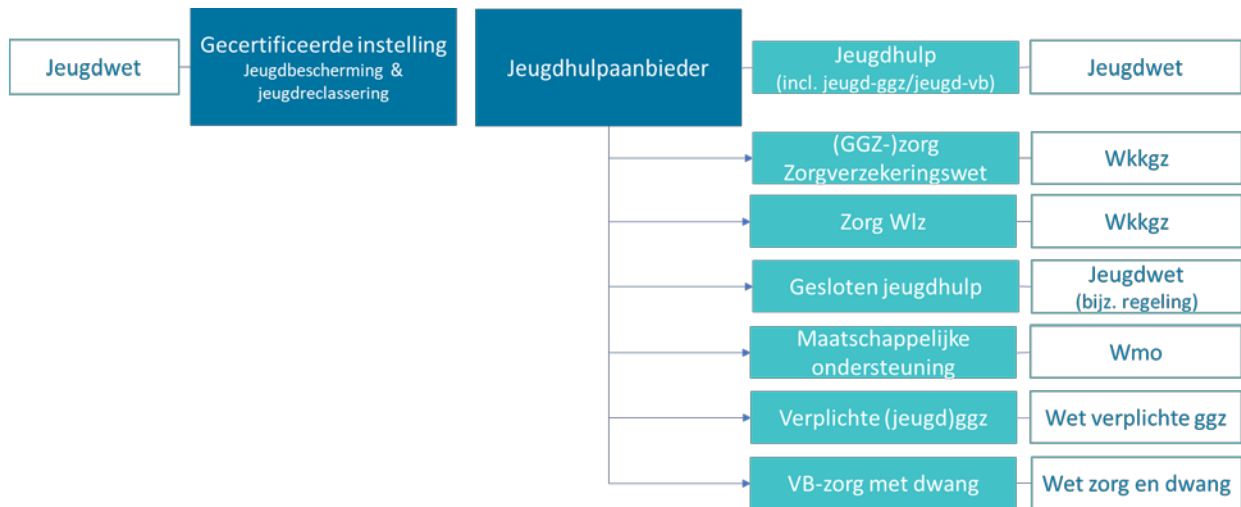 Jeugdwet
Gecertificeerde instelling
Jeugdbescherming &
jeugdreclassering
Jeugdhulpaanbieder
Jeugdhulp
(incl. jeugd-ggz/jeugd-vb)
Jeugdwet
(GGZ-)zorg
Zorgverzekeringswet
Wkkgz
Zorg Wlz
Wkkgz
Gesloten jeugdhulp
Jeugdwet
(bijz. regeling)
Maatschappelijke
ondersteuning
Wmo
Verplichte (jeugd)ggz
Wet verplichte ggz
VB-zorg met dwang
Wet zorg en dwang